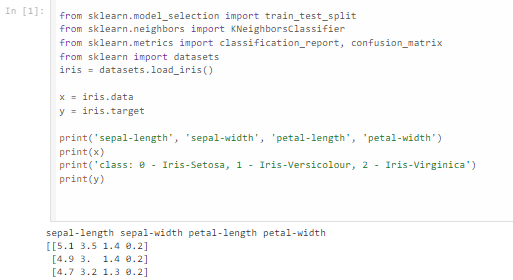 In [1]:
from sklearn.model_selection import train_test_split
from sklearn.neighbors import KNeighborsClassifier
from sklearn.metrics import classification_report, confusion_matrix
from sklearn import datasets
iris = datasets.load_iris()
x = iris.data
y = iris.target
print('sepal-length', 'sepal-width', 'petal-length', 'petal-width')
print(x)
print('class: 0 - Iris-Setosa, 1 - Iris-Versicolour, 2 - Iris-Virginica')
print(y)
sepal-length sepal-width petal-length petal-width
[[5.1 3.5 1.4 0.2]
[4.9 3. 1.4 0.2]
[4.7 3.2 1.3 0.2]